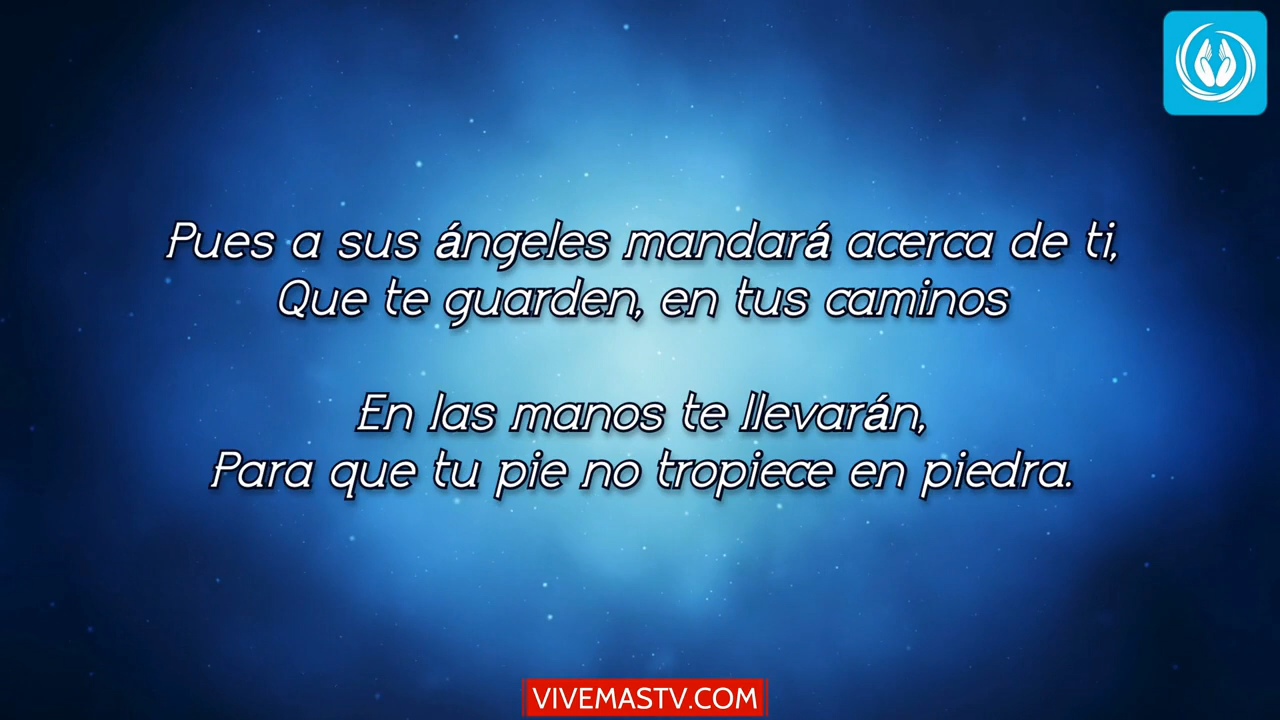 Pues a sus ángeles mandará acerca de ti,
Que te guarden, en tus caminos
En las manos te llevarán,
Para que tu pie no tropiece en piedra.
VIVEMASTV.COM